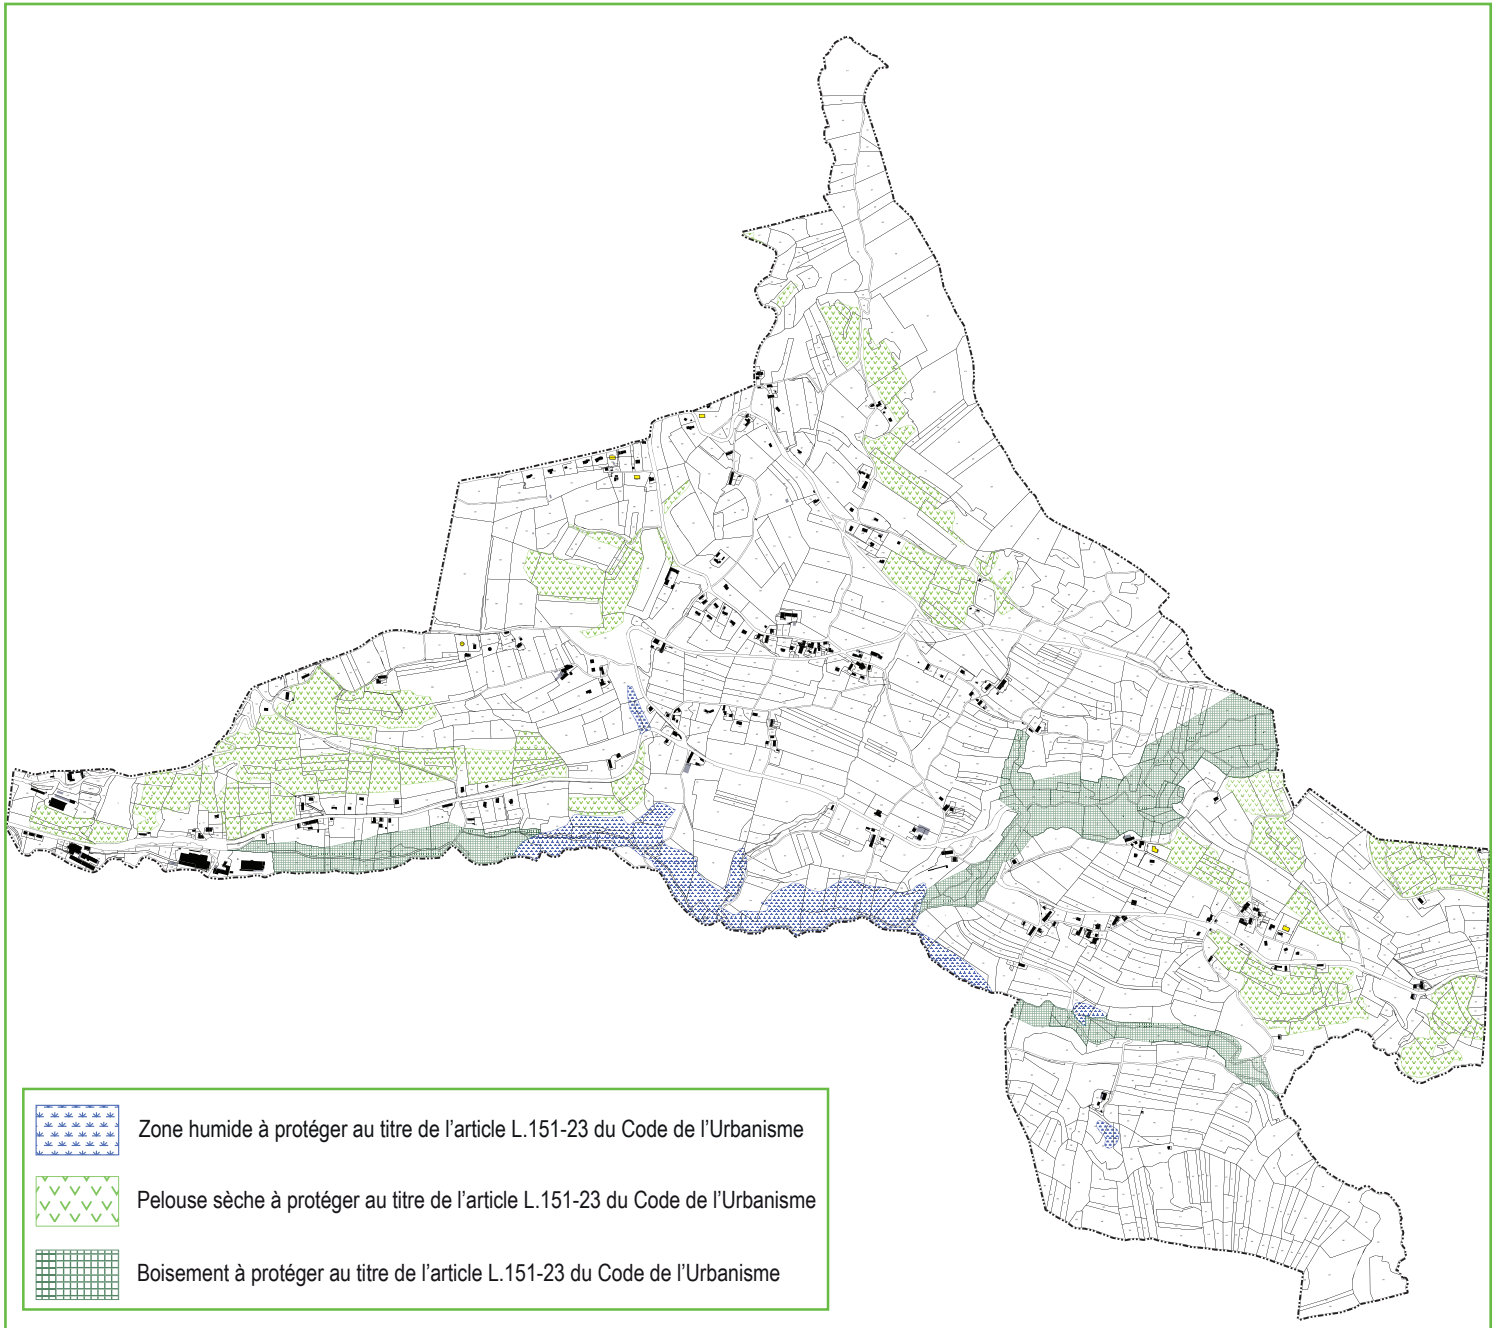 Zone humide à protéger au titre de l’article L.151-23 du Code de l’Urbanisme
Pelouse sèche à protéger au titre de l’article L.151-23 du Code de l’Urbanisme
Boisement à protéger au titre de l’article L.151-23 du Code de l’Urbanisme